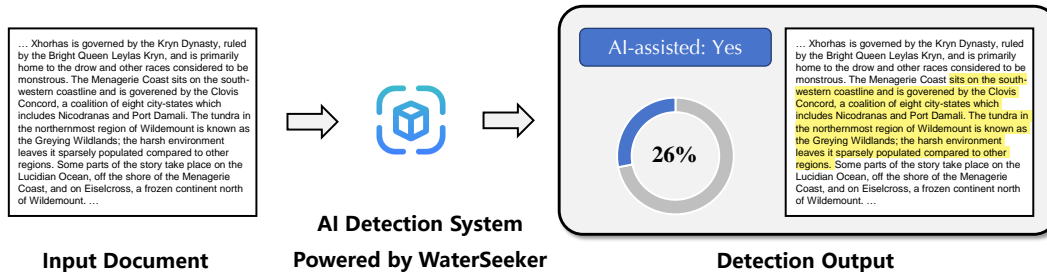 ... Xhorhas is governed by the Kryn Dynasty, ruled
by the Bright Queen Leylas Kryn, and is primarily
home to the drow and other races considered to be
monstrous. The Menagerie Coast sits on the south-
western coastline and is goverened by the Clovis
Concord, a coalition of eight city-states which
includes Nicodranas and Port Damali. The tundra in
the northernmost region of Wildemount is known as
the Greying Wildlands; the harsh environment
leaves it sparsely populated compared to other
regions. Some parts of the story take place on the
Lucidian Ocean, off the shore of the Menagerie
Coast, and on Eiselcross, a frozen continent north
of Wildemount. ...
Input Document
AI Detection System
Powered by WaterSeeker
AI-assisted: Yes
26%
... Xhorhas is governed by the Kryn Dynasty, ruled
by the Bright Queen Leylas Kryn, and is primarily
home to the drow and other races considered to be
monstrous. The Menagerie Coast sits on the south-
western coastline and is goverened by the Clovis
Concord, a coalition of eight city-states which
includes Nicodranas and Port Damali. The tundra in
the northernmost region of Wildemount is known as
the Greying Wildlands; the harsh environment
leaves it sparsely populated compared to other
regions. Some parts of the story take place on the
Lucidian Ocean, off the shore of the Menagerie
Coast, and on Eiselcross, a frozen continent north
of Wildemount. ...
Detection Output